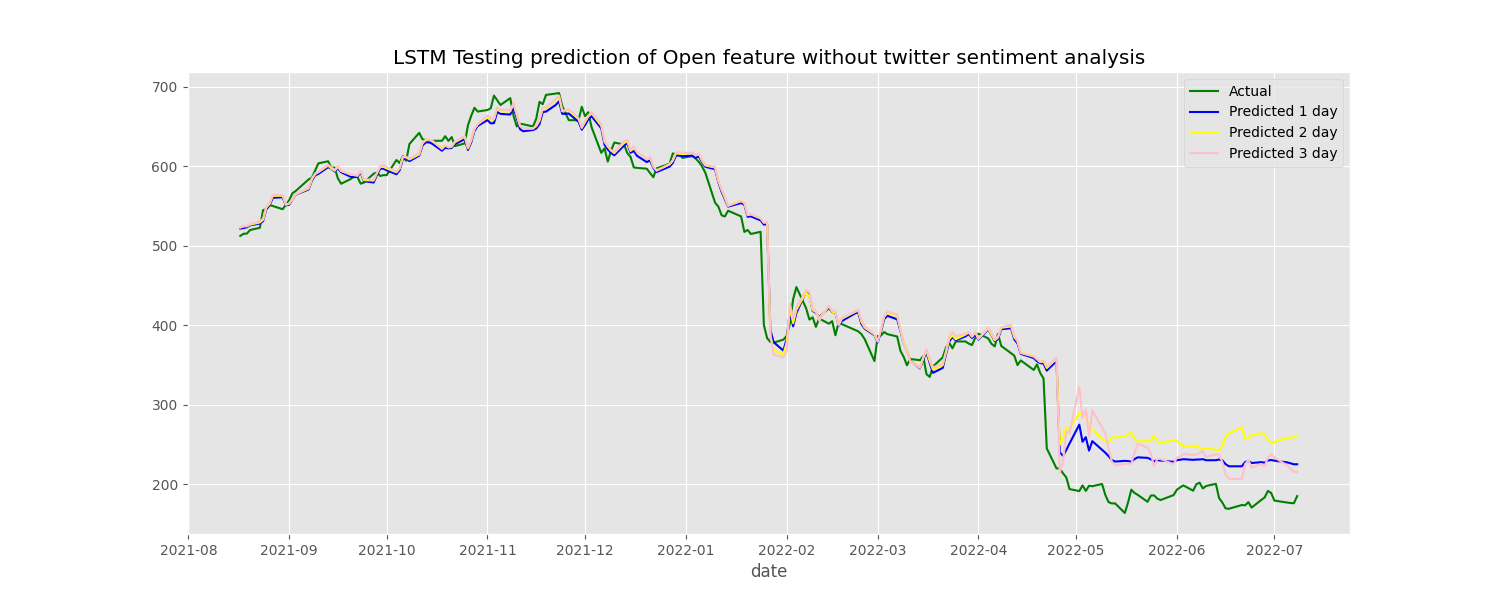 LSTM Testing prediction of Open feature without twitter sentiment analysis
Actual
Predicted 1 day
Predicted 2 day
Predicted 3 day
700
600
500
400
300
200
2021-08 2021-09 2021-10 2021-11 2021-12 2022-01 2022-02 2022-03 2022-04 2022-05 2022-06 2022-07
date